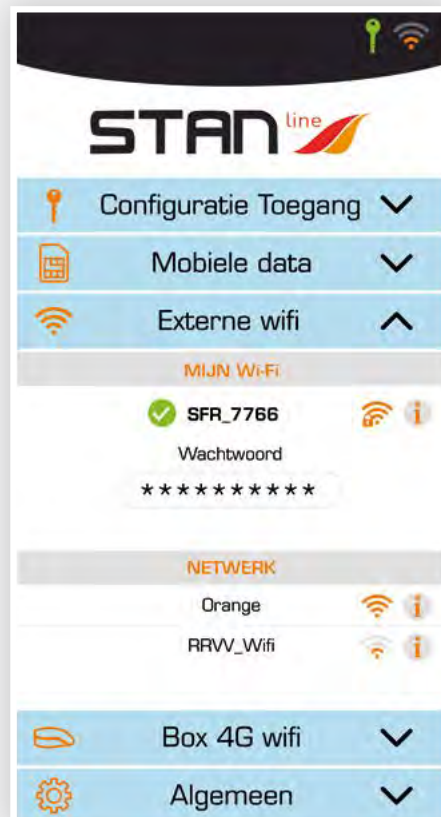 STAN line
Configuratie Toegang
Mobiele data
Externe wifi
MIJN Wi-Fi
SFR_7766
Wachtwoord
**********
NETWERK
Orange
RRVV_Wifi
Box 4G wifi
Algemeen